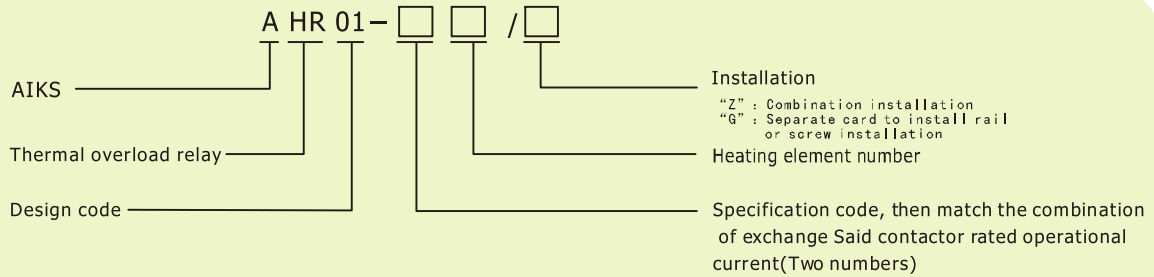 A HR 01- □ □ / □
AIKS
Installation
“Z”: Combination installation
“G”: Separate card to install rail
or screw installation
Thermal overload relay
Heating element number
Design code
Specification code, then match the combination
of exchange Said contactor rated operational
current(Two numbers)